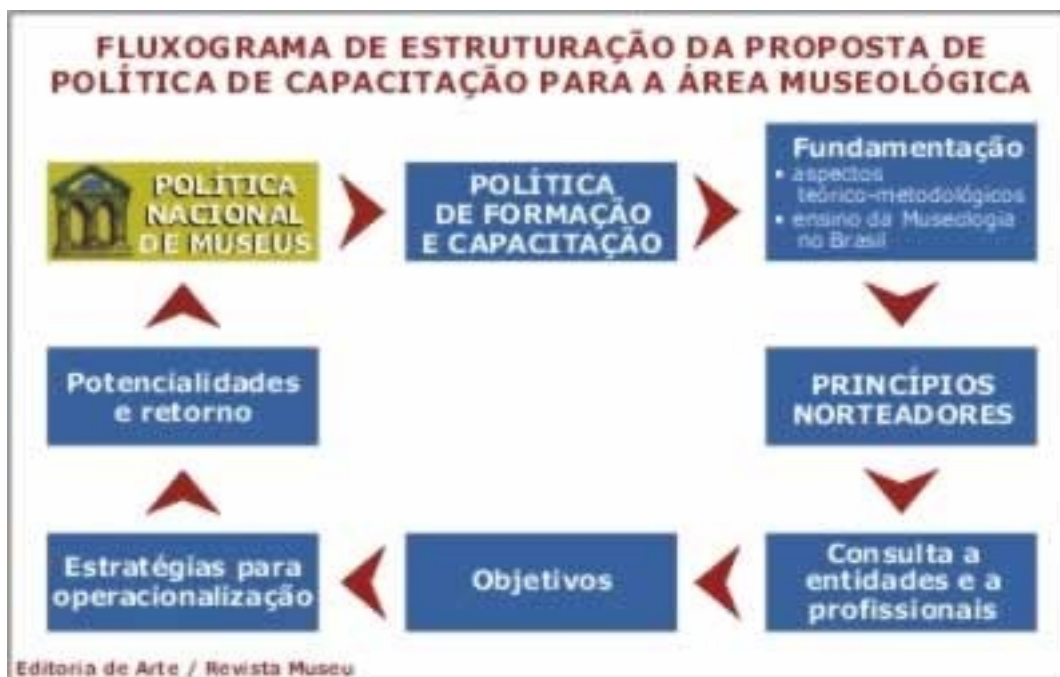 FLUXOGRAMA DE ESTRUTURAÇÃO DA PROPOSTA DE
POLÍTICA DE CAPACITAÇÃO PARA A ÁREA MUSEOLÓGICA
POLÍTICA
NACIONAL
DE MUSEUS
POLÍTICA
DE FORMAÇÃO
E CAPACITAÇÃO
Fundamentação
• aspectos
teórico-metodológicos
• ensino da Museologia
no Brasil
PRINCÍPIOS
NORTEADORES
Consulta a
entidades e a
profissionais
Objetivos
Estratégias para
operacionalização
Potencialidades
e retorno
Editoria de Arte / Revista Museu